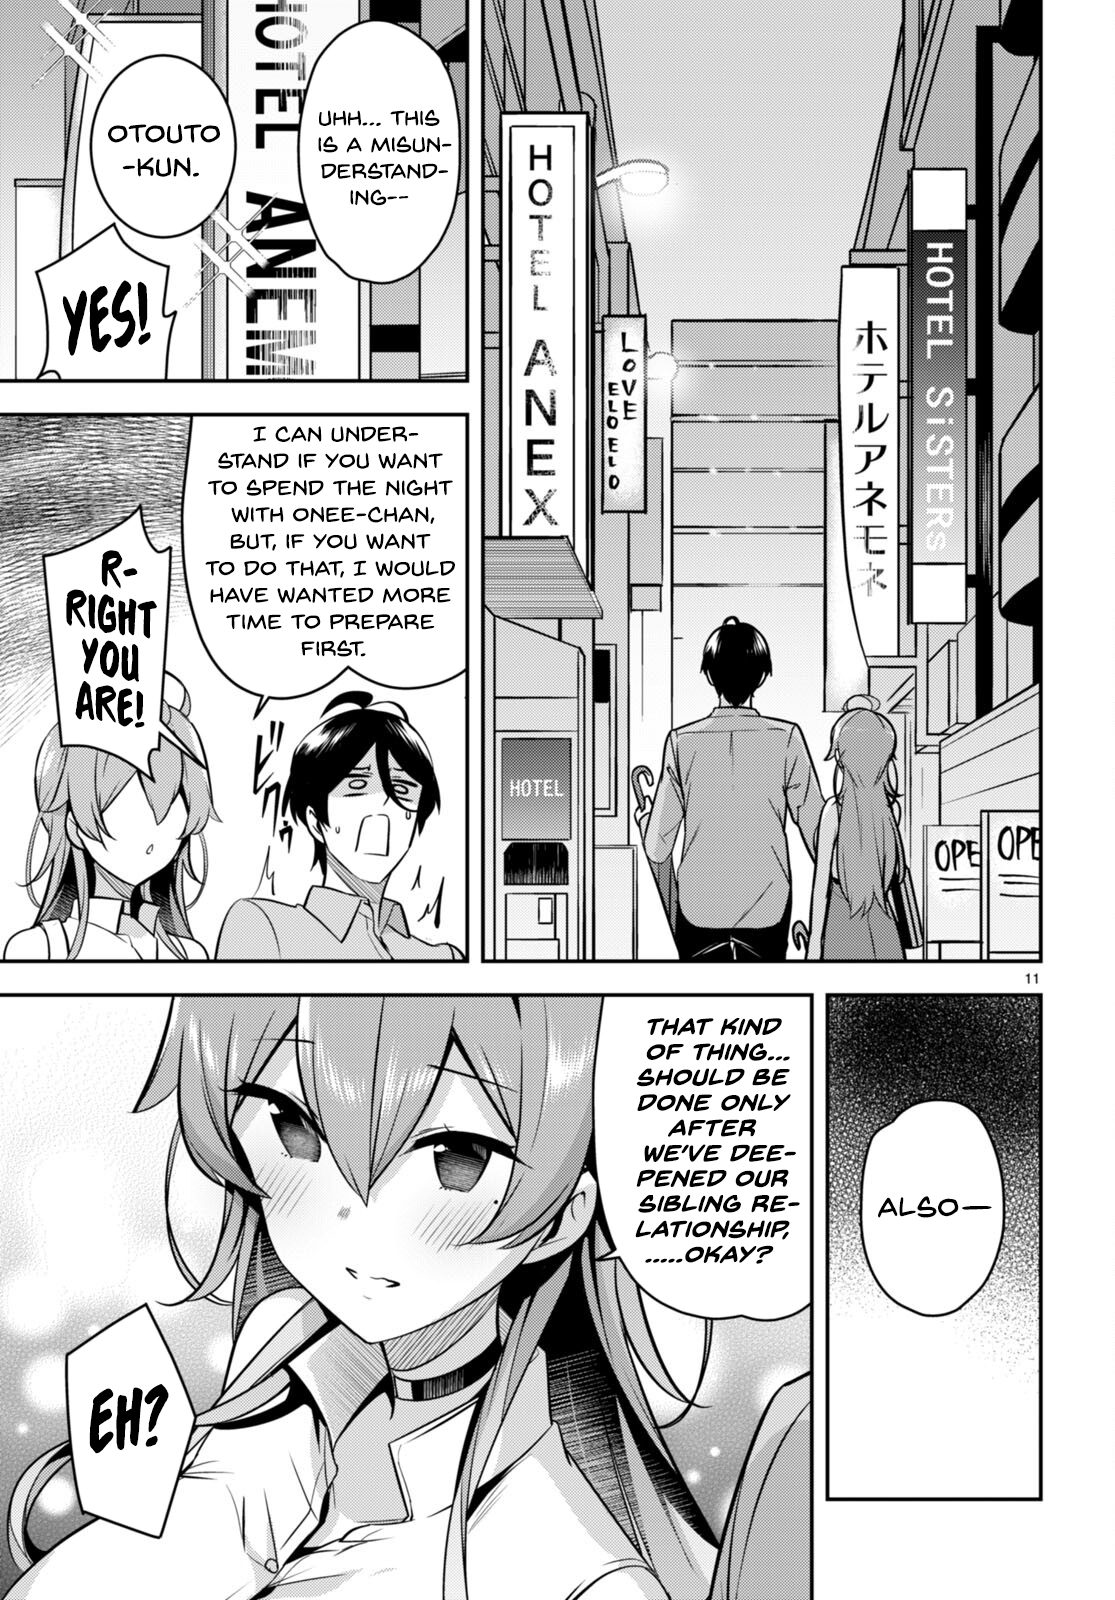 HOTEL ANEX
LOVE
ELOELO
ELO
ホテルアネモネ
HOTEL SiSTERs
HOTEL
OPE
OPE
UHH... THIS
IS A MISUN-
DERSTAND-
ING--
HOTEL ANEM
OTOUTO
-KUN.
YES!
I CAN UNDER-
STAND IF YOU WANT
TO SPEND THE NIGHT
WITH ONEE-CHAN,
BUT, IF YOU WANT
TO DO THAT, I WOULD
HAVE WANTED MORE
TIME TO PREPARE
FIRST.
R-
RIGHT
YOU
ARE!
11
ALSO—
THAT KIND
OF THING...
SHOULD BE
DONE ONLY
AFTER
WE'VE DEE-
PENED OUR
SIBLING RE-
LATIONSHIP,
.....OKAY?
EH?